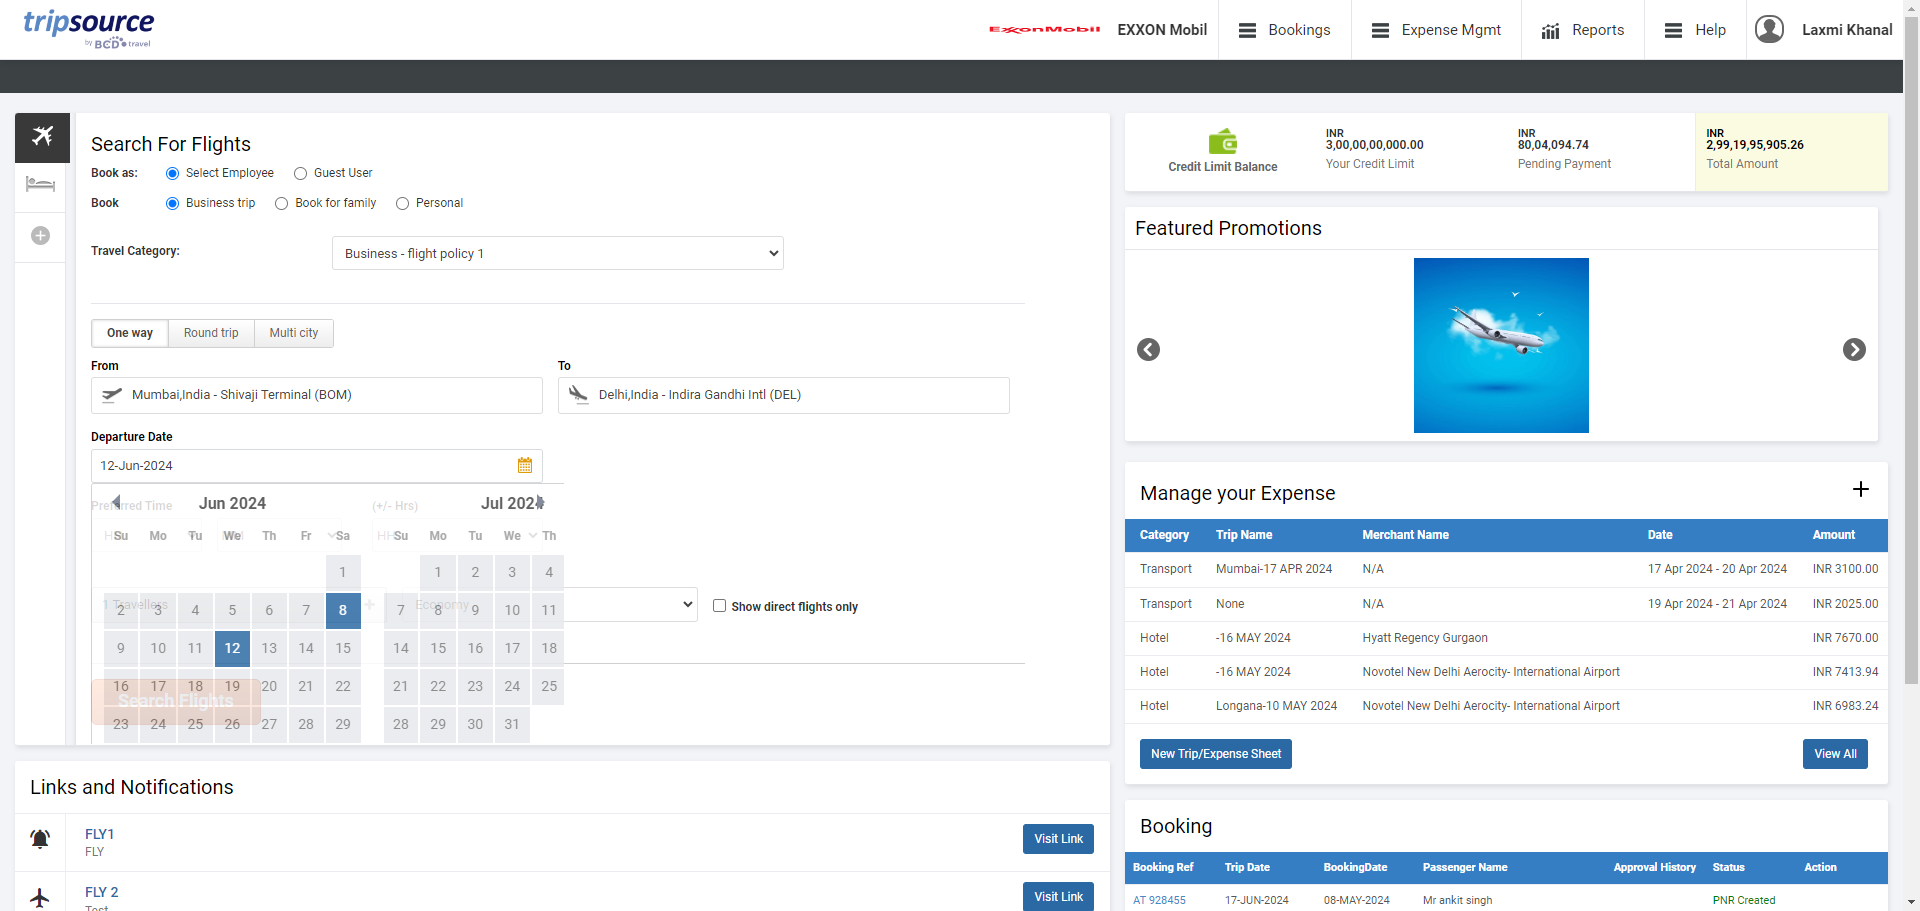 tripsource
by BCD travel
ExxonMobil
EXXON Mobil
Bookings
Expense Mgmt
Reports
Help
Laxmi Khanal
Search For Flights
Book as:
Select Employee
Guest User
Book
Business trip
Book for family
Personal
Travel Category:
Business - flight policy 1
One way
Round trip
Multi city
From
To
Mumbai,India - Shivaji Terminal (BOM)
Delhi,India - Indira Gandhi Intl (DEL)
Departure Date
12-Jun-2024
Preferred Time
(+/- Hrs)
Jun 2024
Jul 2024
Su Mo Tu We Th Fr Sa
Su Mo Tu We Th
1
1 2 3 4
2 3 4 5 6 7 8
7 8 9 10 11
1 Travellers
Economy
Show direct flights only
9 10 11 12 13 14 15
14 15 16 17 18
16 17 18 19 20 21 22
21 22 23 24 25
Search Flights
23 24 25 26 27 28 29
28 29 30 31
Links and Notifications
FLY1
FLY
Visit Link
FLY 2
Test
Visit Link
Credit Limit Balance
INR
3,00,00,00,000.00
Your Credit Limit
INR
80,04,094.74
Pending Payment
INR
2,99,19,95,905.26
Total Amount
Featured Promotions
Manage your Expense
Category Trip Name Merchant Name Date Amount
Transport Mumbai-17 APR 2024 N/A 17 Apr 2024 - 20 Apr 2024 INR 3100.00
Transport None N/A 19 Apr 2024 - 21 Apr 2024 INR 2025.00
Hotel -16 MAY 2024 Hyatt Regency Gurgaon INR 7670.00
Hotel -16 MAY 2024 Novotel New Delhi Aerocity- International Airport INR 7413.94
Hotel Longana-10 MAY 2024 Novotel New Delhi Aerocity- International Airport INR 6983.24
New Trip/Expense Sheet
View All
Booking
Booking Ref Trip Date BookingDate Passenger Name Approval History Status Action
AT 928455 17-JUN-2024 08-MAY-2024 Mr ankit singh PNR Created